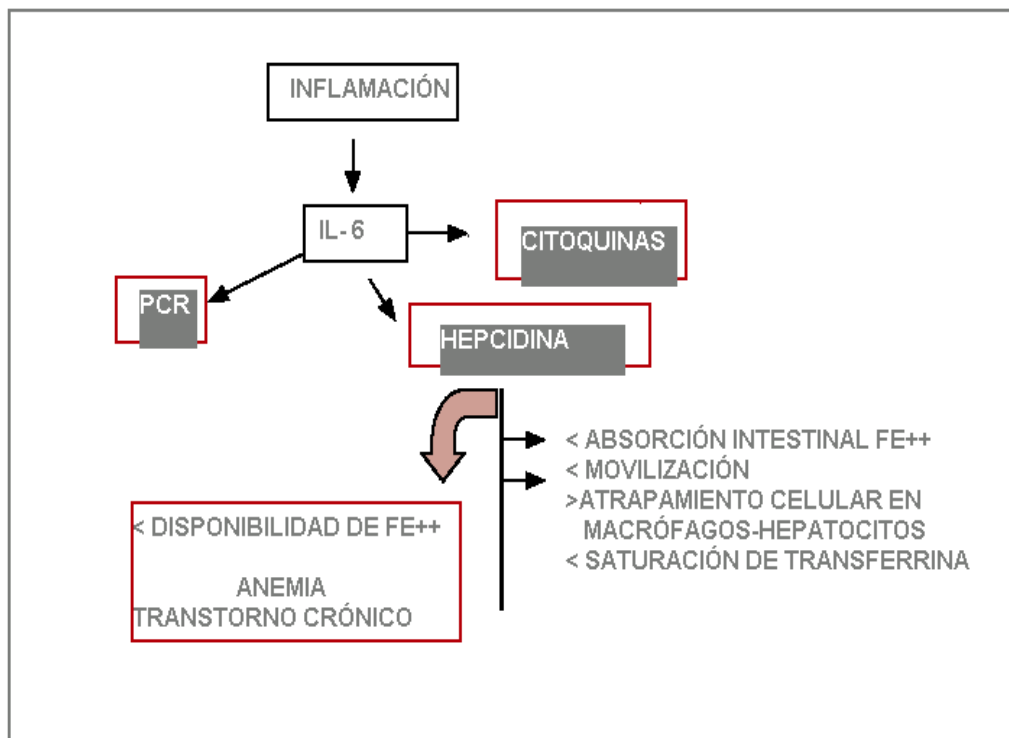 INFLAMACIÓN
IL- 6
CITOQUINAS
PCR
HEPCIDINA
< ABSORCIÓN INTESTINAL FE++
< MOVILIZACIÓN
>ATRAPAMIENTO CELULAR EN
MACRÓFAGOS-HEPATOCITOS
< SATURACIÓN DE TRANSFERRINA
< DISPONIBILIDAD DE FE++
ANEMIA
TRANSTORNO CRÓNICO